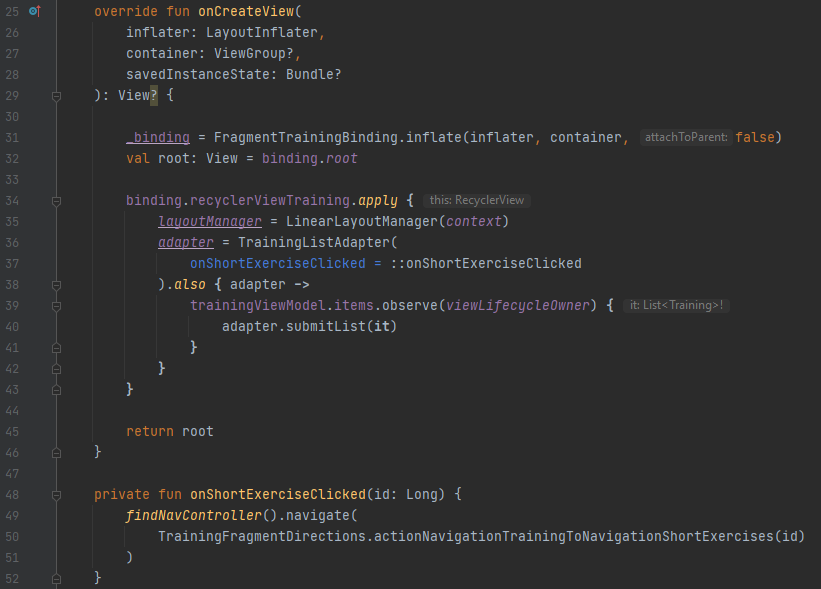 25 override fun onCreateView(
26 inflater: LayoutInflater,
27 container: ViewGroup?,
28 savedInstanceState: Bundle?
29 ): View? {
30
31 _binding = FragmentTrainingBinding.inflate(inflater, container, attachToParent: false)
32 val root: View = binding.root
33
34 binding.recyclerViewTraining.apply { this: RecyclerView
35 layoutManager = LinearLayoutManager(context)
36 adapter = TrainingListAdapter(
37 onShortExerciseClicked = ::onShortExerciseClicked
38 ).also { adapter ->
39 trainingViewModel.items.observe(viewLifecycleOwner) { it: List<Training>!
40 adapter.submitList(it)
41 }
42 }
43 }
44
45 return root
46 }
47
48 private fun onShortExerciseClicked(id: Long) {
49 findNavController().navigate(
50 TrainingFragmentDirections.actionNavigationTrainingToNavigationShortExercises(id)
51 )
52 }